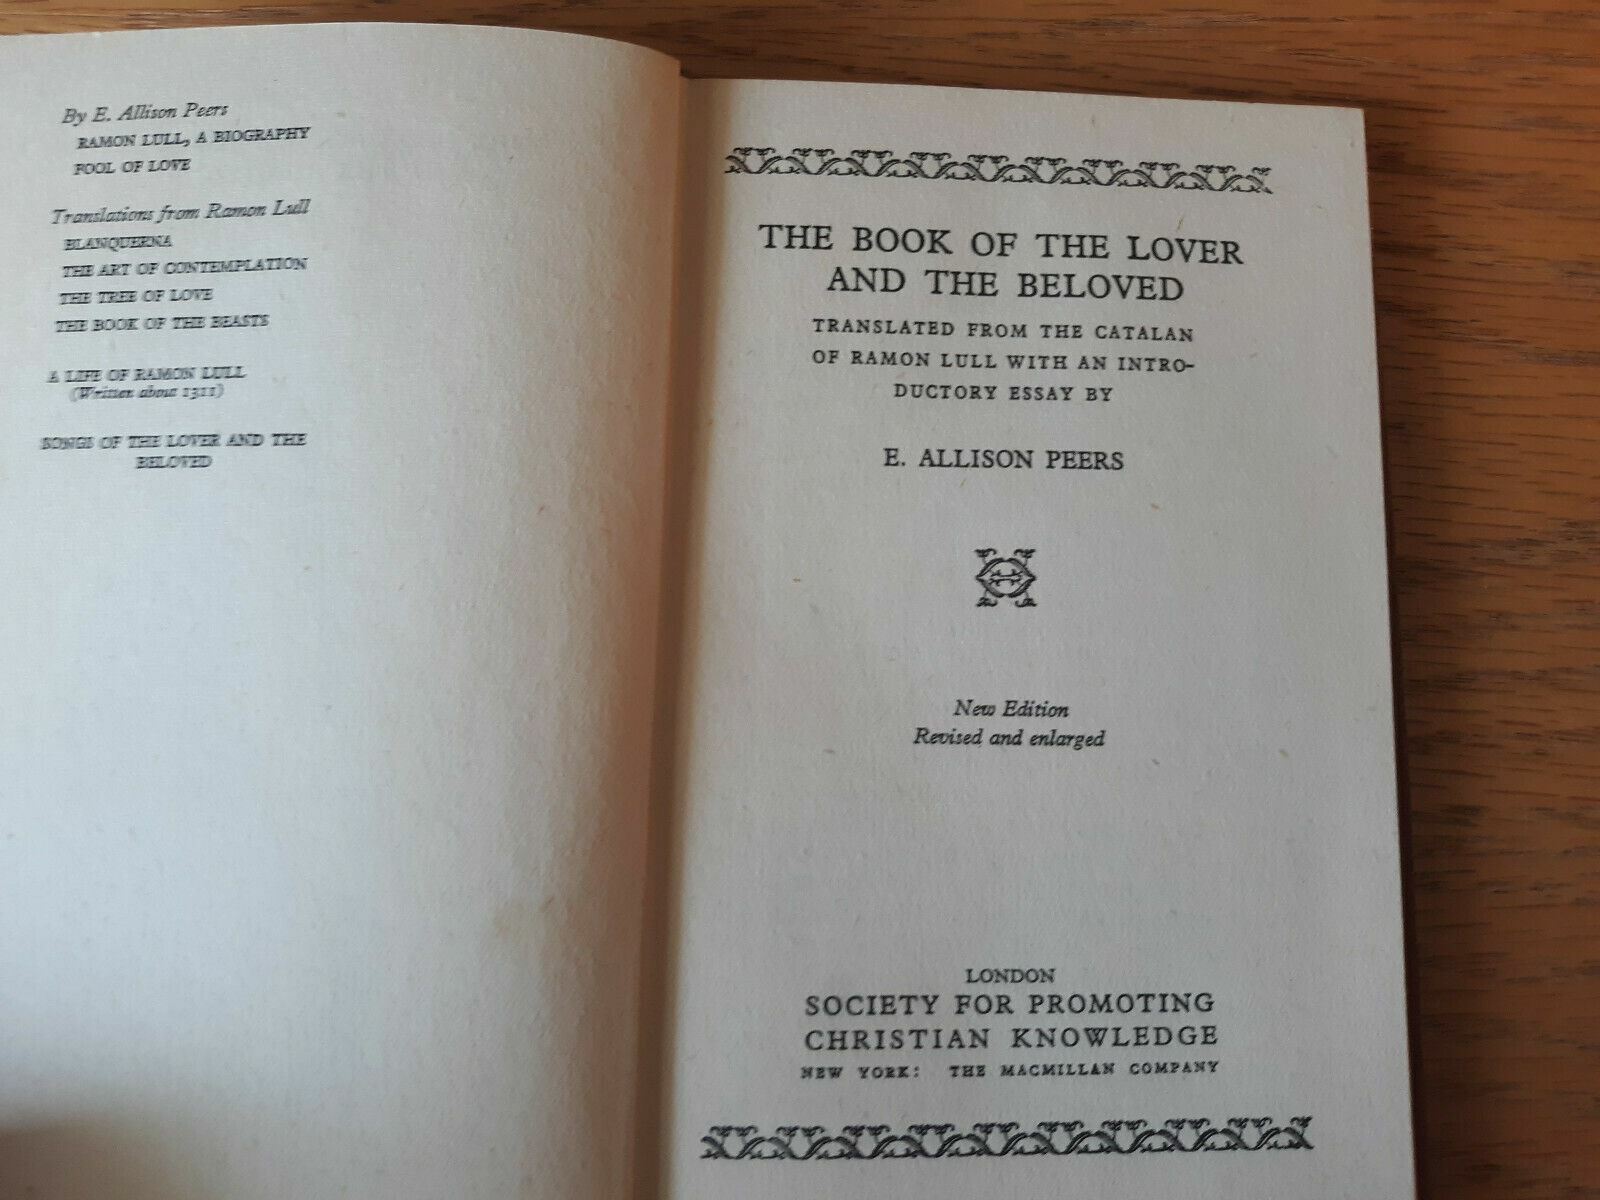 By E. Allison Peers
RAMON LULL, A BIOGRAPHY
FOOL OF LOVE
Translations from Ramon Lull
BLANQUERNA
THE ART OF CONTEMPLATION
THE TREE OF LOVE
THE BOOK OF THE BEASTS
A LIFE OF RAMON LULL
(Written about 1311)
SONGS OF THE LOVER AND THE
BELOVED
THE BOOK OF THE LOVER
AND THE BELOVED
TRANSLATED FROM THE CATALAN
OF RAMON LULL WITH AN INTRO-
DUCTORY ESSAY BY
E. ALLISON PEERS
New Edition
Revised and enlarged
LONDON
SOCIETY FOR PROMOTING
CHRISTIAN KNOWLEDGE
NEW YORK: THE MACMILLAN COMPANY